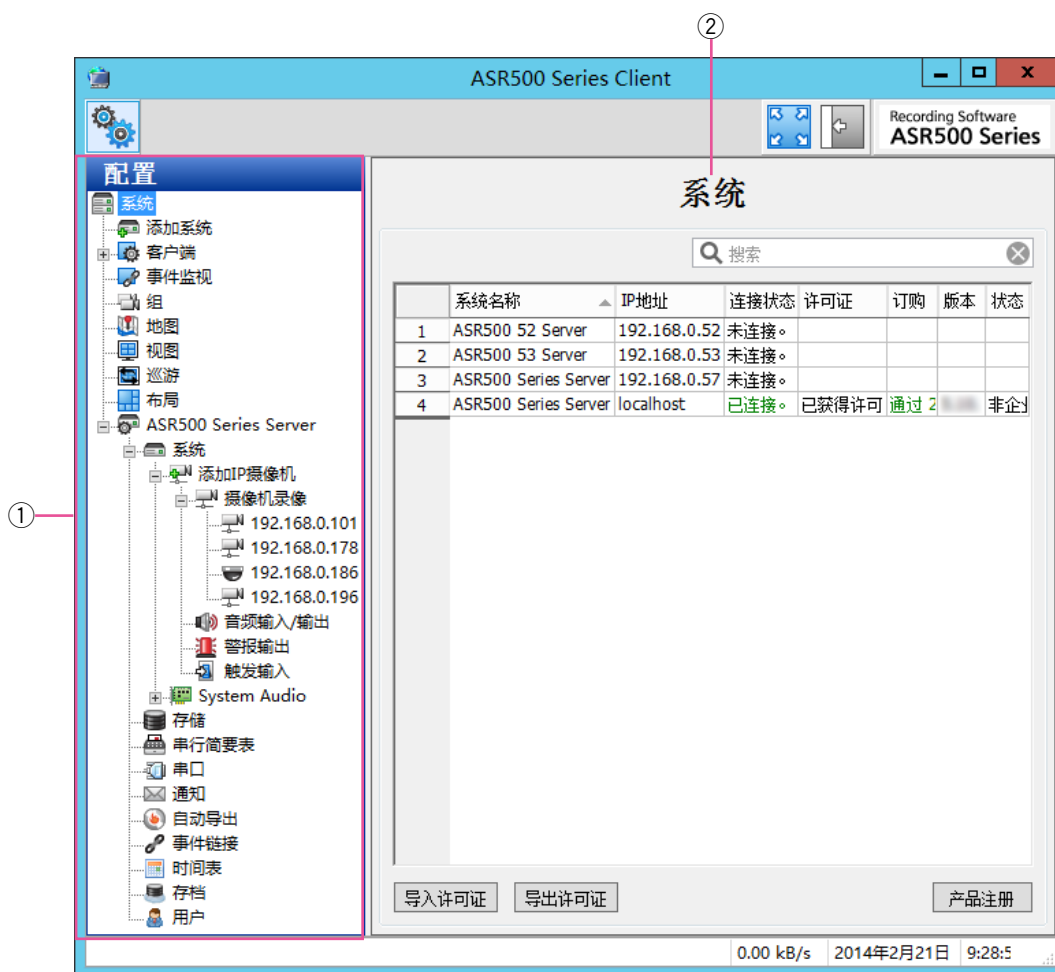 ②
ASR500 Series Client
Recording Software
ASR500 Series
①
配置
系统
添加系统
客户端
事件监视
组
地图
视图
巡游
布局
ASR500 Series Server
系统
添加IP摄像机
摄像机录像
192.168.0.101
192.168.0.178
192.168.0.186
192.168.0.196
音频输入/输出
警报输出
触发输入
System Audio
存储
串行简要表
串口
通知
自动导出
事件链接
时间表
存档
用户
系统
搜索
系统名称 IP地址 连接状态 许可证 订购 版本 状态
1 ASR500 52 Server 192.168.0.52 未连接。
2 ASR500 53 Server 192.168.0.53 未连接。
3 ASR500 Series Server 192.168.0.57 未连接。
4 ASR500 Series Server localhost 已连接。 已获得许可 通过 2 非企
导入许可证 导出许可证 产品注册
0.00 kB/s 2014年2月21日 9:28:5